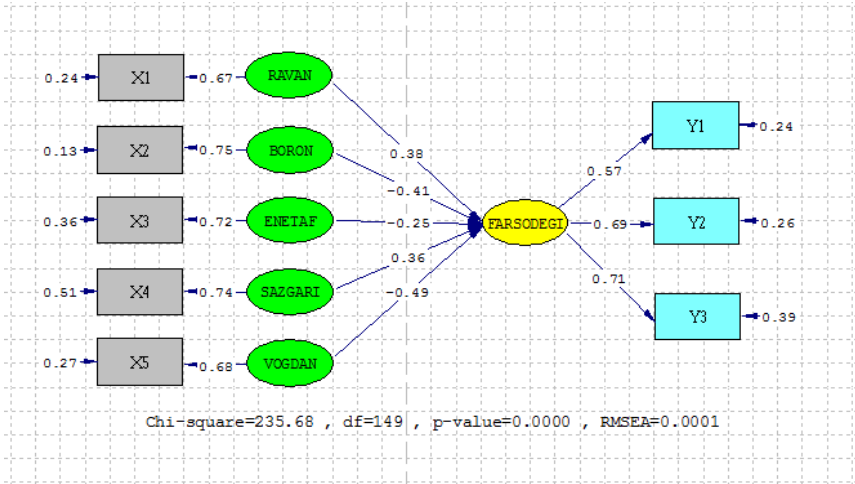 0.24 X1 0.67 RAVAN
0.13 X2 0.75 BORON
0.36 X3 0.72 ENETAF
0.51 X4 0.74 SAZGARI
0.27 X5 0.68 VOGDAN
0.38
-0.41
-0.25
0.36
-0.49
FARSODEGI
0.57 Y1 0.24
0.69 Y2 0.26
0.71 Y3 0.39
Chi-square=235.68 , df=149 , p-value=0.0000 , RMSEA=0.0001